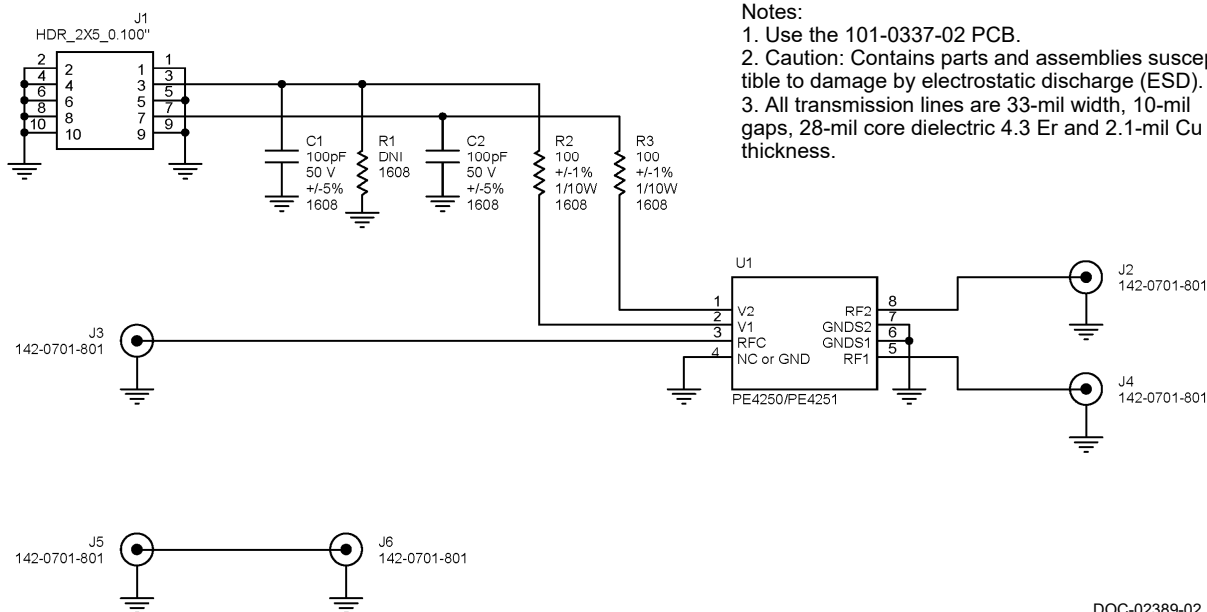 Notes:
1. Use the 101-0337-02 PCB.
2. Caution: Contains parts and assemblies suscep
tible to damage by electrostatic discharge (ESD).
3. All transmission lines are 33-mil width, 10-mil
gaps, 28-mil core dielectric 4.3 Er and 2.1-mil Cu
thickness.
J1
HDR_2X5_0.100"
2 2 1 1
4 4 3 3
6 6 5 5
8 8 7 7
10 10 9 9
C1
100pF
50 V
+/-5%
1608
R1
DNI
1608
C2
100pF
50 V
+/-5%
1608
R2
100
+/-1%
1/10W
1608
R3
100
+/-1%
1/10W
1608
U1
1 V2 RF2 8
2 V1 GNDS2 7
3 RFC GNDS1 6
4 NC or GND RF1 5
PE4250/PE4251
J2
142-0701-801
J3
142-0701-801
J4
142-0701-801
J5
142-0701-801
J6
142-0701-801
DOC-02389-02